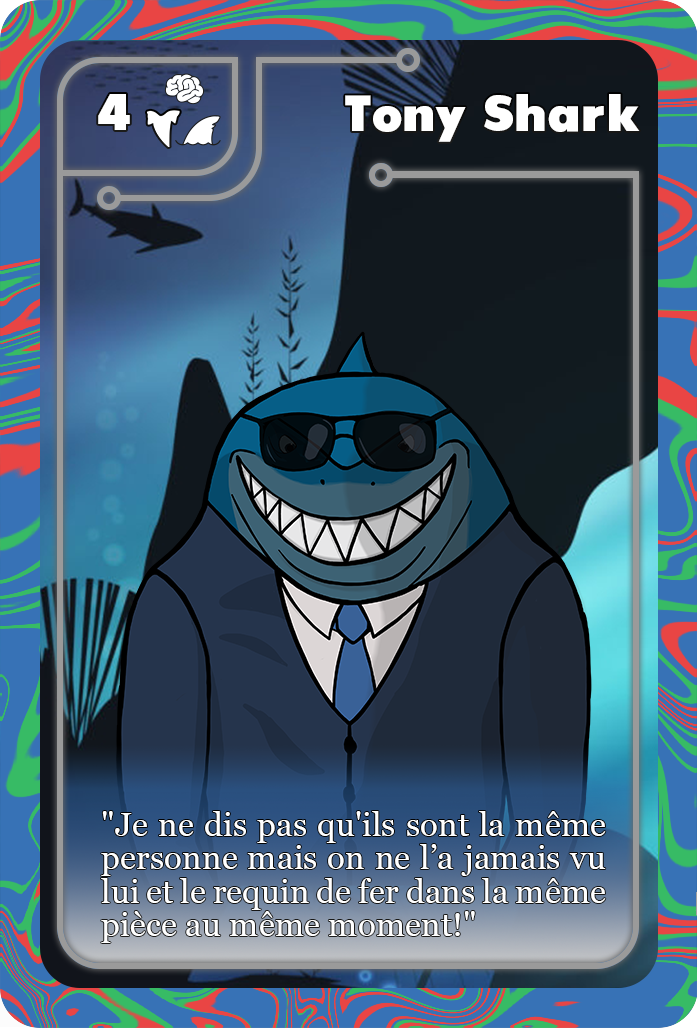 4
Tony Shark
"Je ne dis pas qu'ils sont la même
personne mais on ne l’a jamais vu
lui et le requin de fer dans la même
pièce au même moment!"